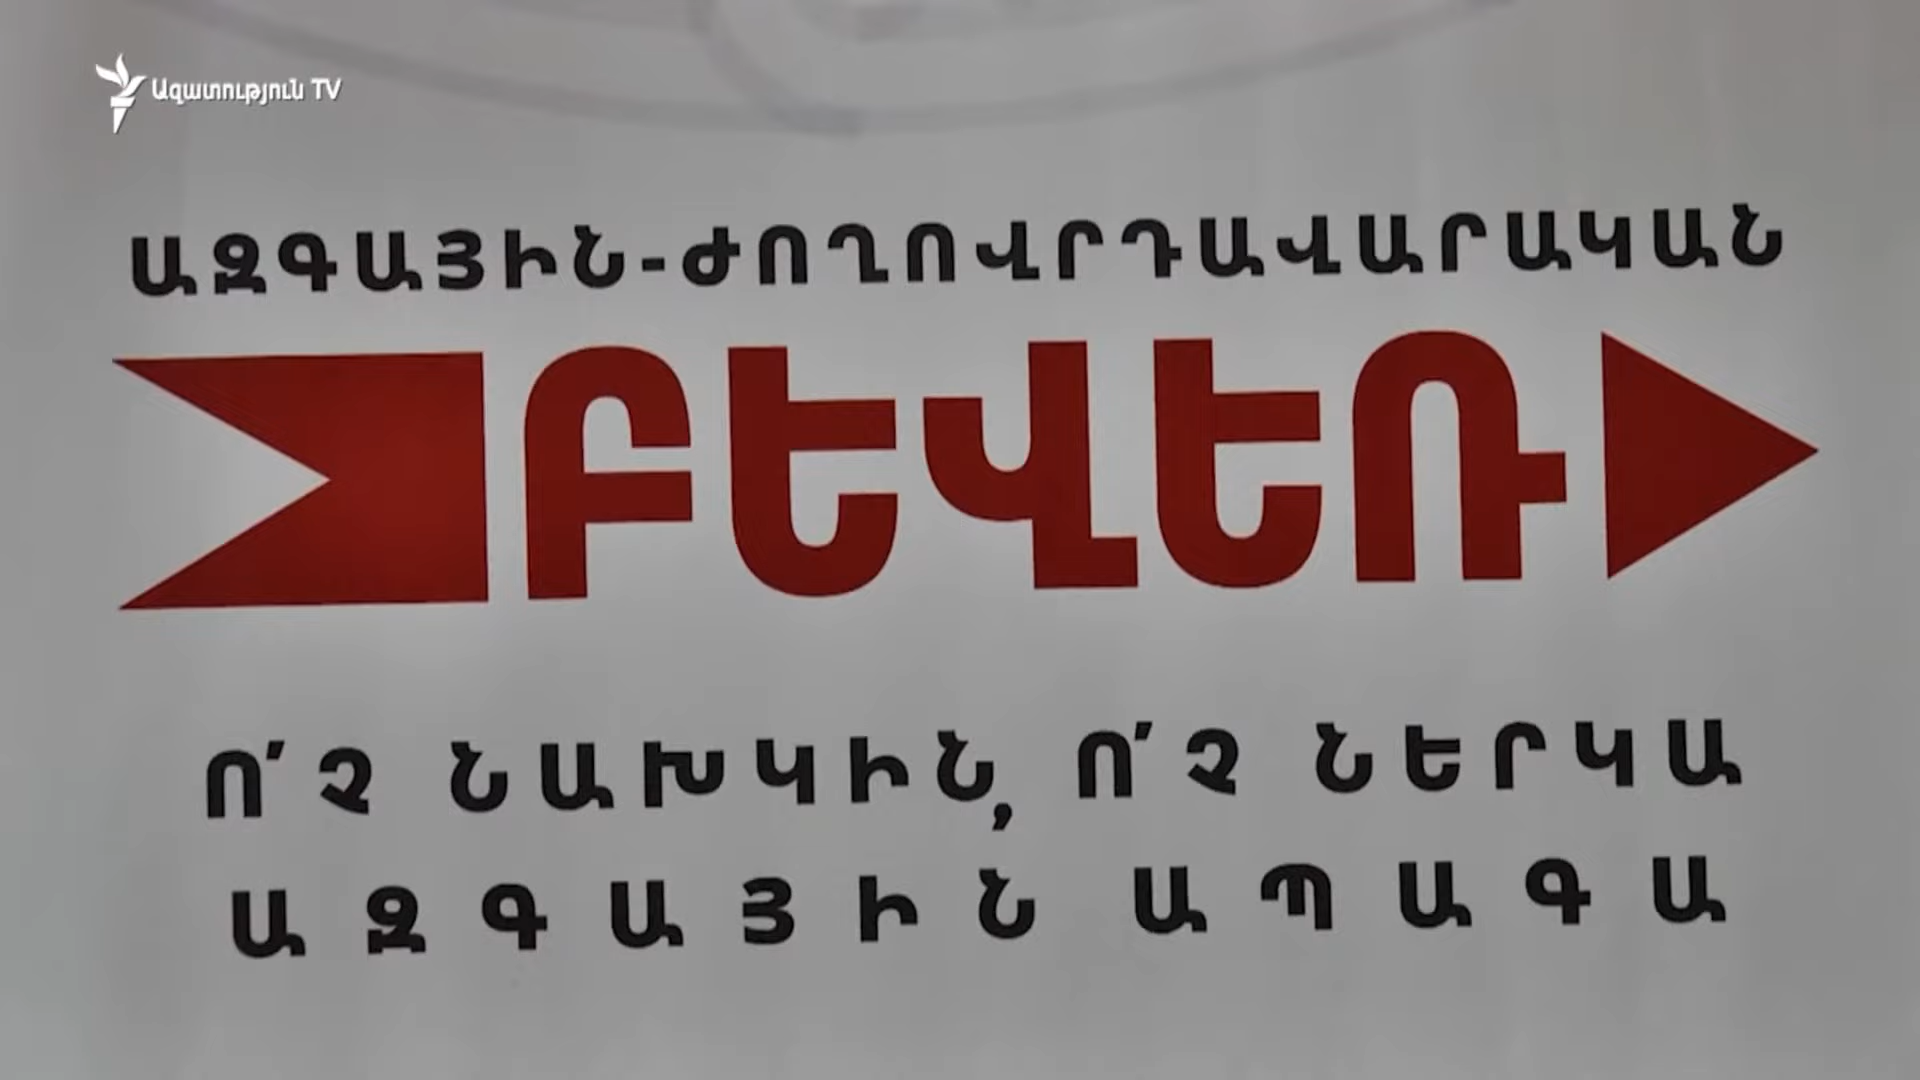 Ազատություն TV
ԱԶԳԱՅԻՆ-ԺՈՂՈՎՐԴԱՎԱՐԱԿԱՆ
ԲԵՎԵՌ
Ո՛Չ ՆԱԽԿԻՆ, Ո՛Չ ՆԵՐԿԱ
ԱԶԳԱՅԻՆ ԱՊԱԳԱ